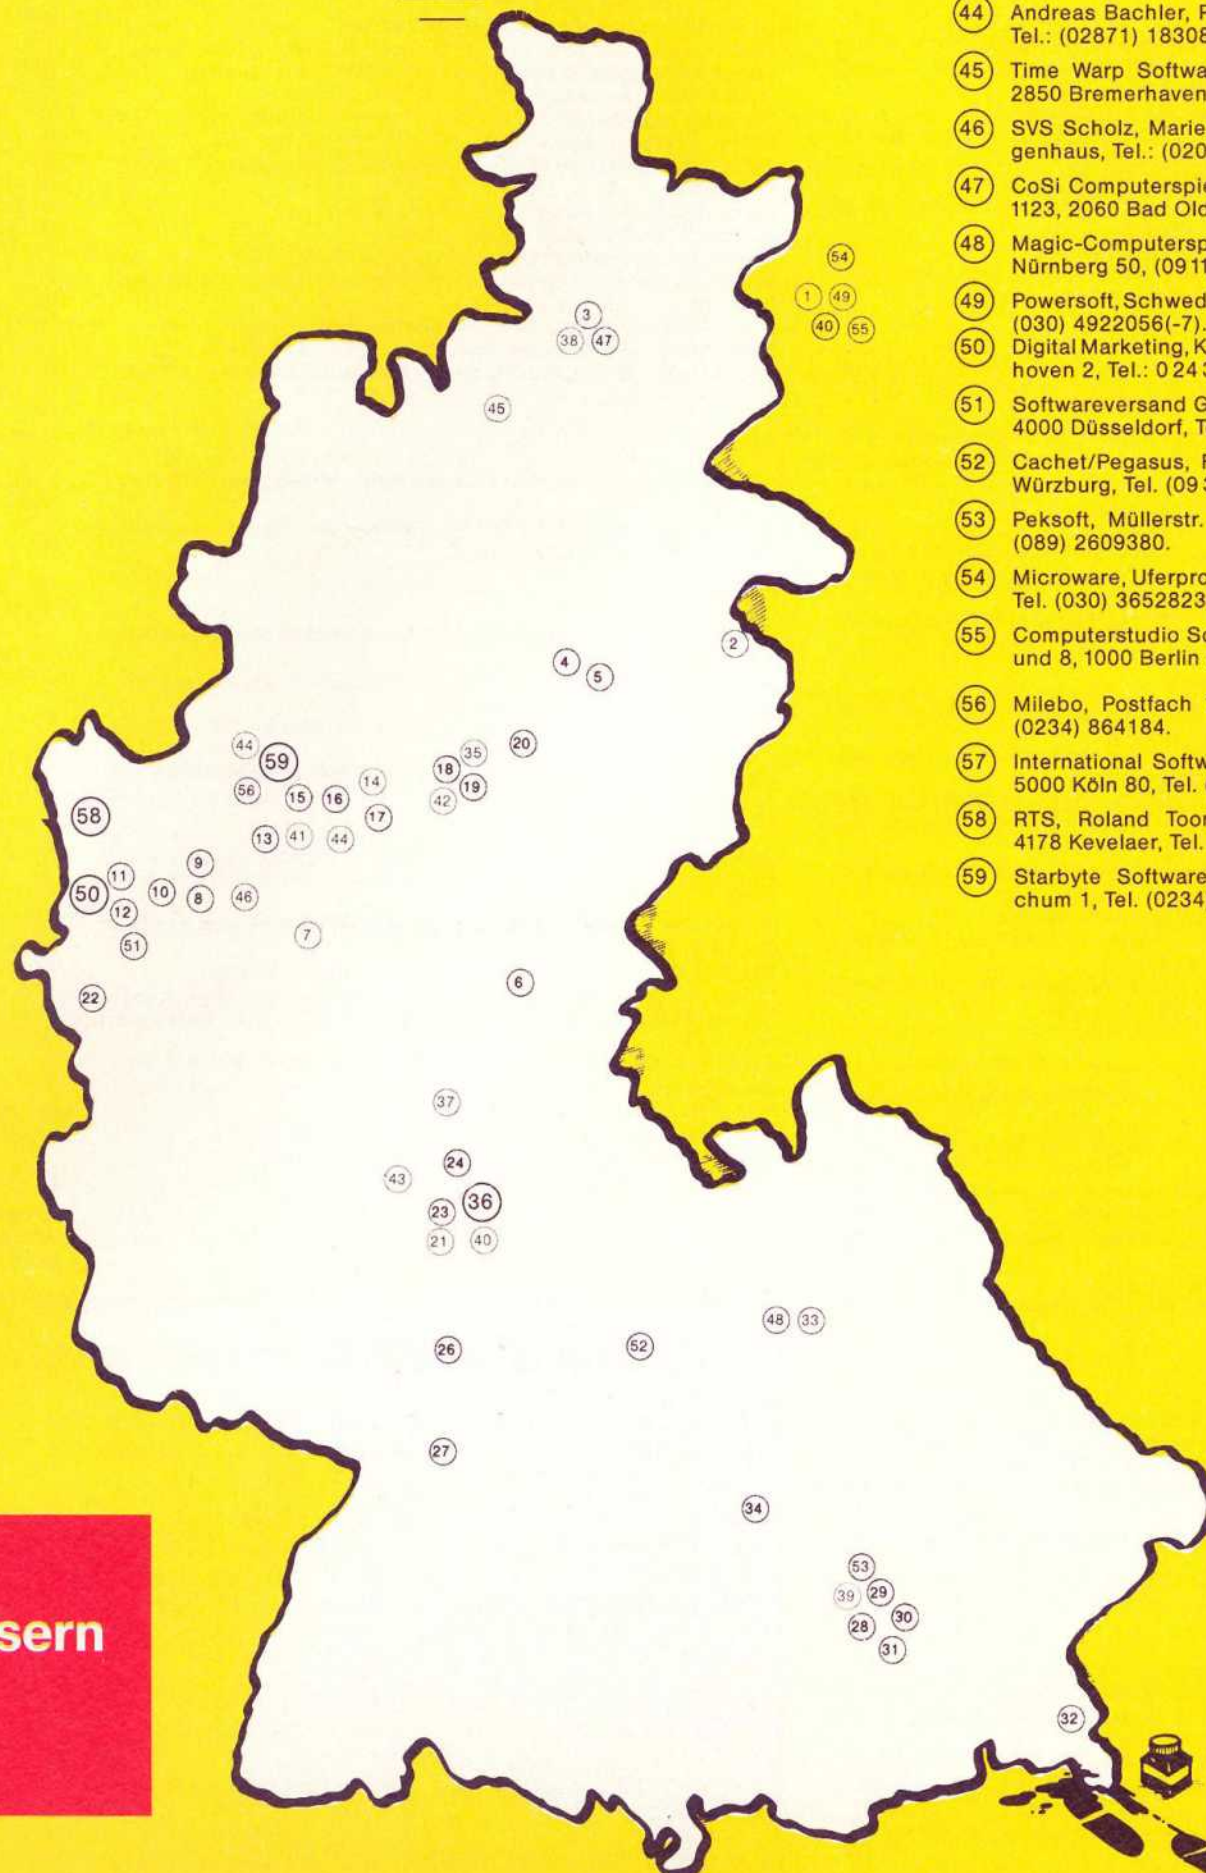 44 Andreas Bachler, P
Tel.: (02871) 18308
45 Time Warp Softwa
2850 Bremerhaven
46 SVS Scholz, Marie
genhaus, Tel.: (020
47 CoSi Computerspie
1123, 2060 Bad Old
48 Magic-Computersp
Nürnberg 50, (0911
49 Powersoft, Schwed
(030) 4922056(-7).
50 Digital Marketing, K
hoven 2, Tel.: 0243
51 Softwareversand G
4000 Düsseldorf, T
52 Cachet/Pegasus, F
Würzburg, Tel. (093
53 Peksoft, Müllerstr.
(089) 2609380.
54 Microware, Uferpro
Tel. (030) 3652823
55 Computerstudio Sc
und 8, 1000 Berlin
56 Milebo, Postfach
(0234) 864184.
57 International Softw
5000 Köln 80, Tel.
58 RTS, Roland Toor
4178 Kevelaer, Tel.
59 Starbyte Software
chum 1, Tel. (0234
54
1 49
3
40 55
38 47
45
2
4
5
20
44
35
59
18
14
19
56
15 16
42
58
17
13 41 44
9
11
10
50
8 46
12
7
51
6
22
37
24
43
36
23
21 40
48 33
52
26
27
34
53
39 29
30
28
31
32
sern